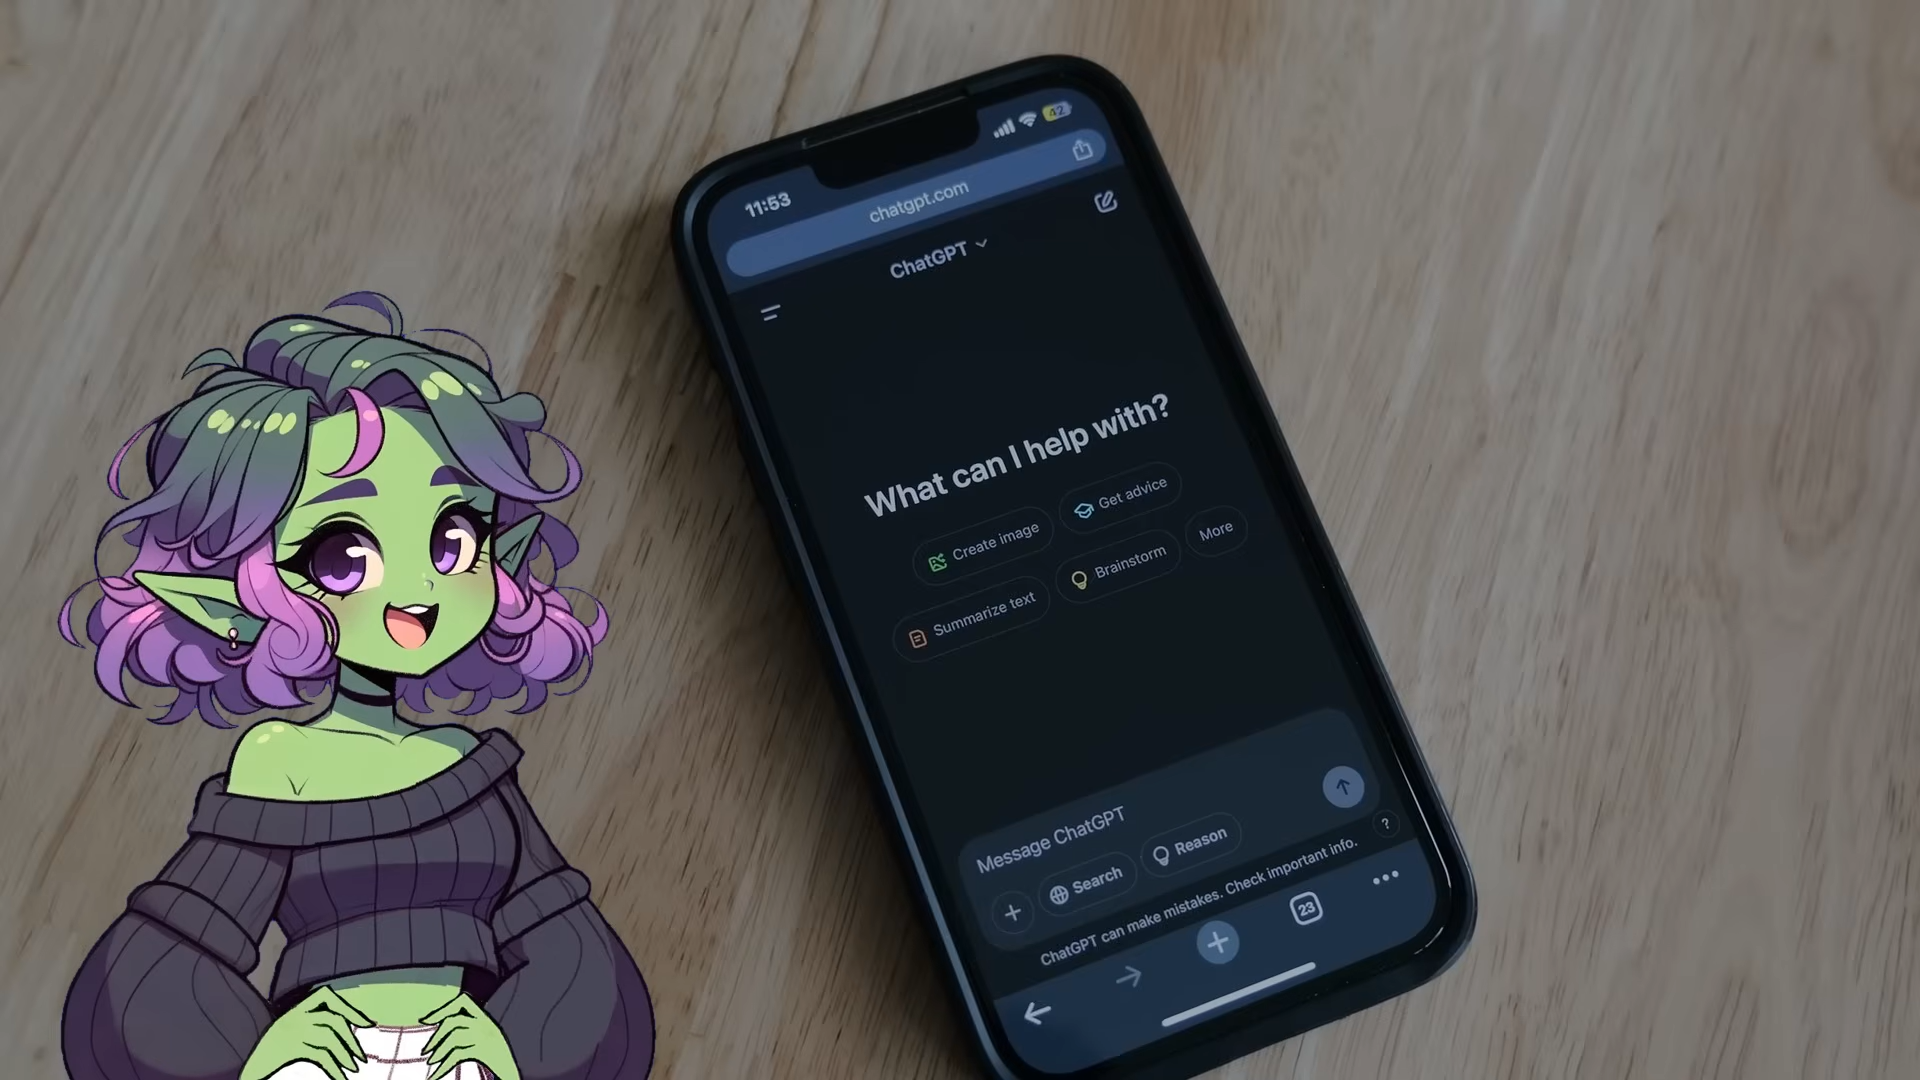 11:53
42
chatgpt.com
ChatGPT
What can I help with?
Create image
Get advice
Summarize text
Brainstorm
More
Message ChatGPT
Search
Reason
?
ChatGPT can make mistakes. Check important info.
23